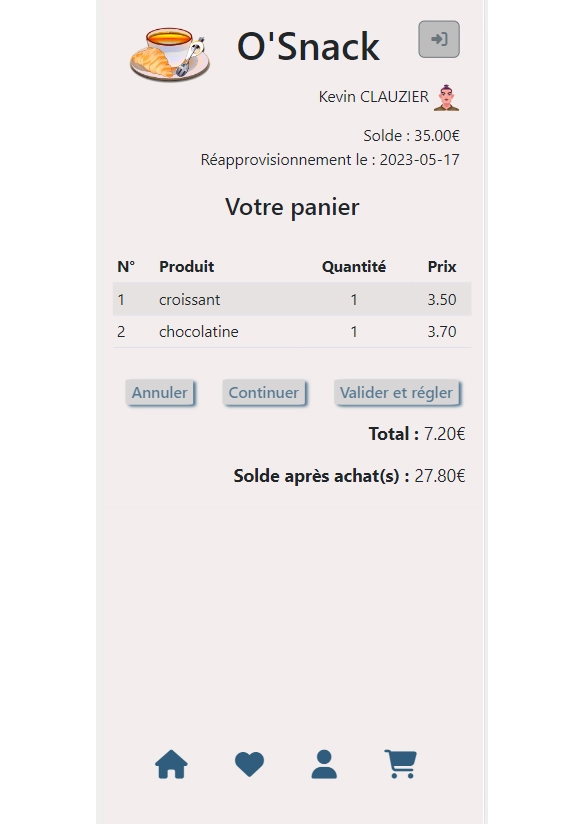 O'Snack
Kevin CLAUZIER
Solde : 35.00€
Réapprovisionnement le : 2023-05-17
Votre panier
N° Produit Quantité Prix
1 croissant 1 3.50
2 chocolatine 1 3.70
Annuler Continuer Valider et régler
Total : 7.20€
Solde après achat(s) : 27.80€